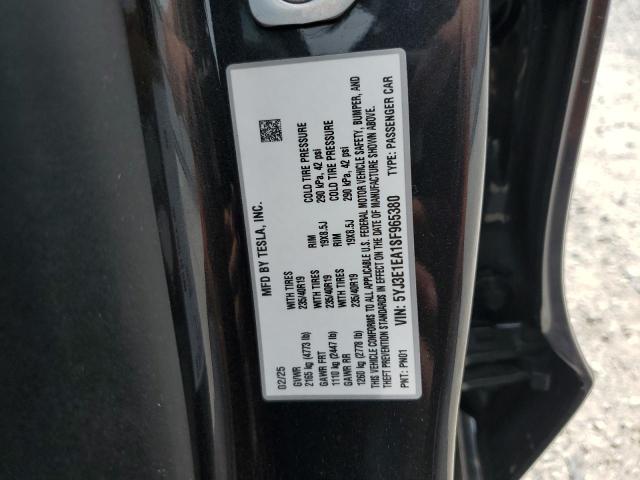 MFD BY TESLA, INC.
02/25
GVWR
2165 kg (4773 lb)
GAWR FRT WITH TIRES RIM COLD TIRE PRESSURE
1110 kg (2447 lb) 235/40R19 19X8.5J 290 kPa, 42 psi
GAWR RR WITH TIRES RIM COLD TIRE PRESSURE
1260 kg (2778 lb) 235/40R19 19X8.5J 290 kPa, 42 psi
THIS VEHICLE CONFORMS TO ALL APPLICABLE U.S. FEDERAL MOTOR VEHICLE SAFETY, BUMPER, AND
THEFT PREVENTION STANDARDS IN EFFECT ON THE DATE OF MANUFACTURE SHOWN ABOVE.
PNT: PN01 VIN: 5YJ3E1EA1SF965380 TYPE: PASSENGER CAR